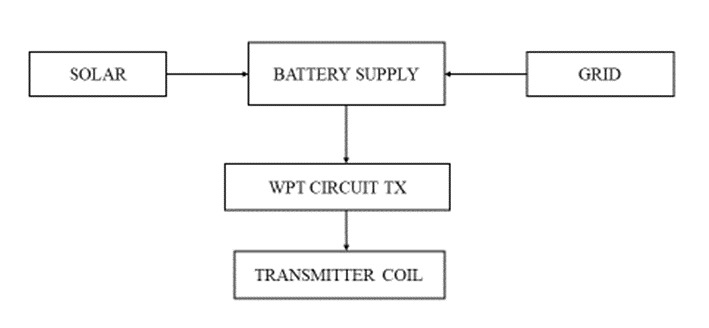 SOLAR
BATTERY SUPPLY
GRID
WPT CIRCUIT TX
TRANSMITTER COIL